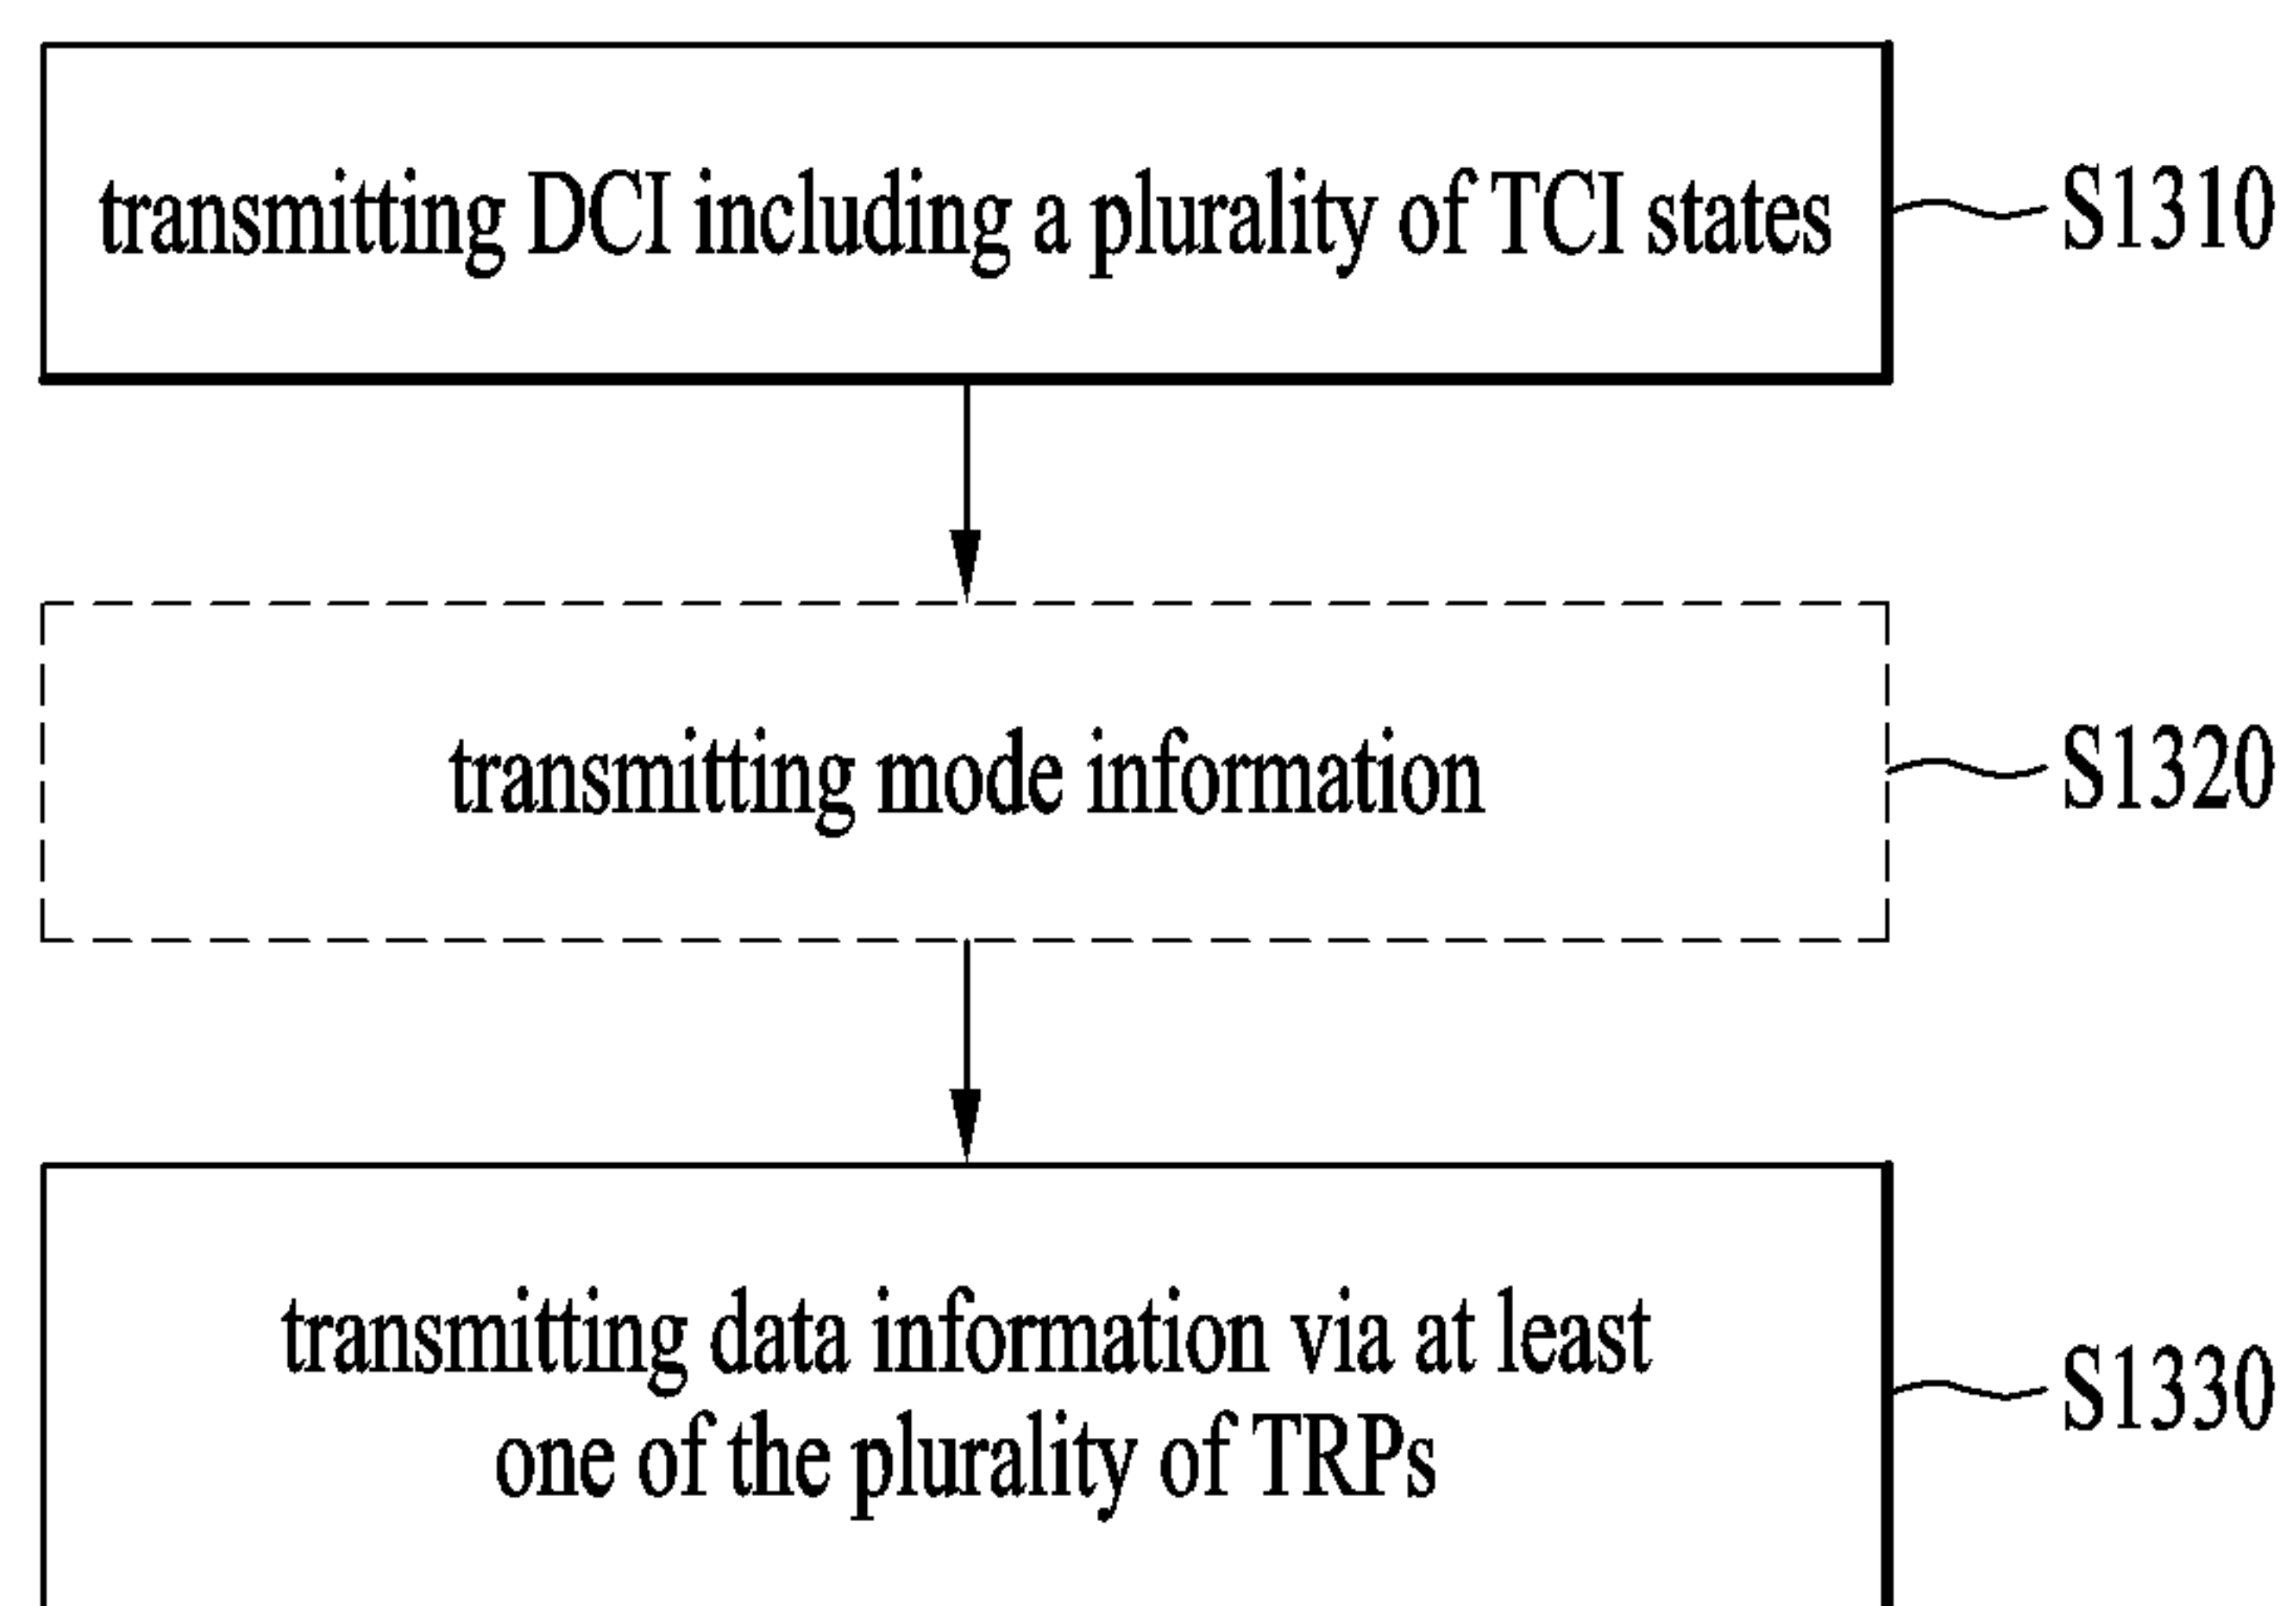 transmitting DCI including a plurality of TCI states
S1310
transmitting mode information
S1320
transmitting data information via at least
one of the plurality of TRPs
S1330